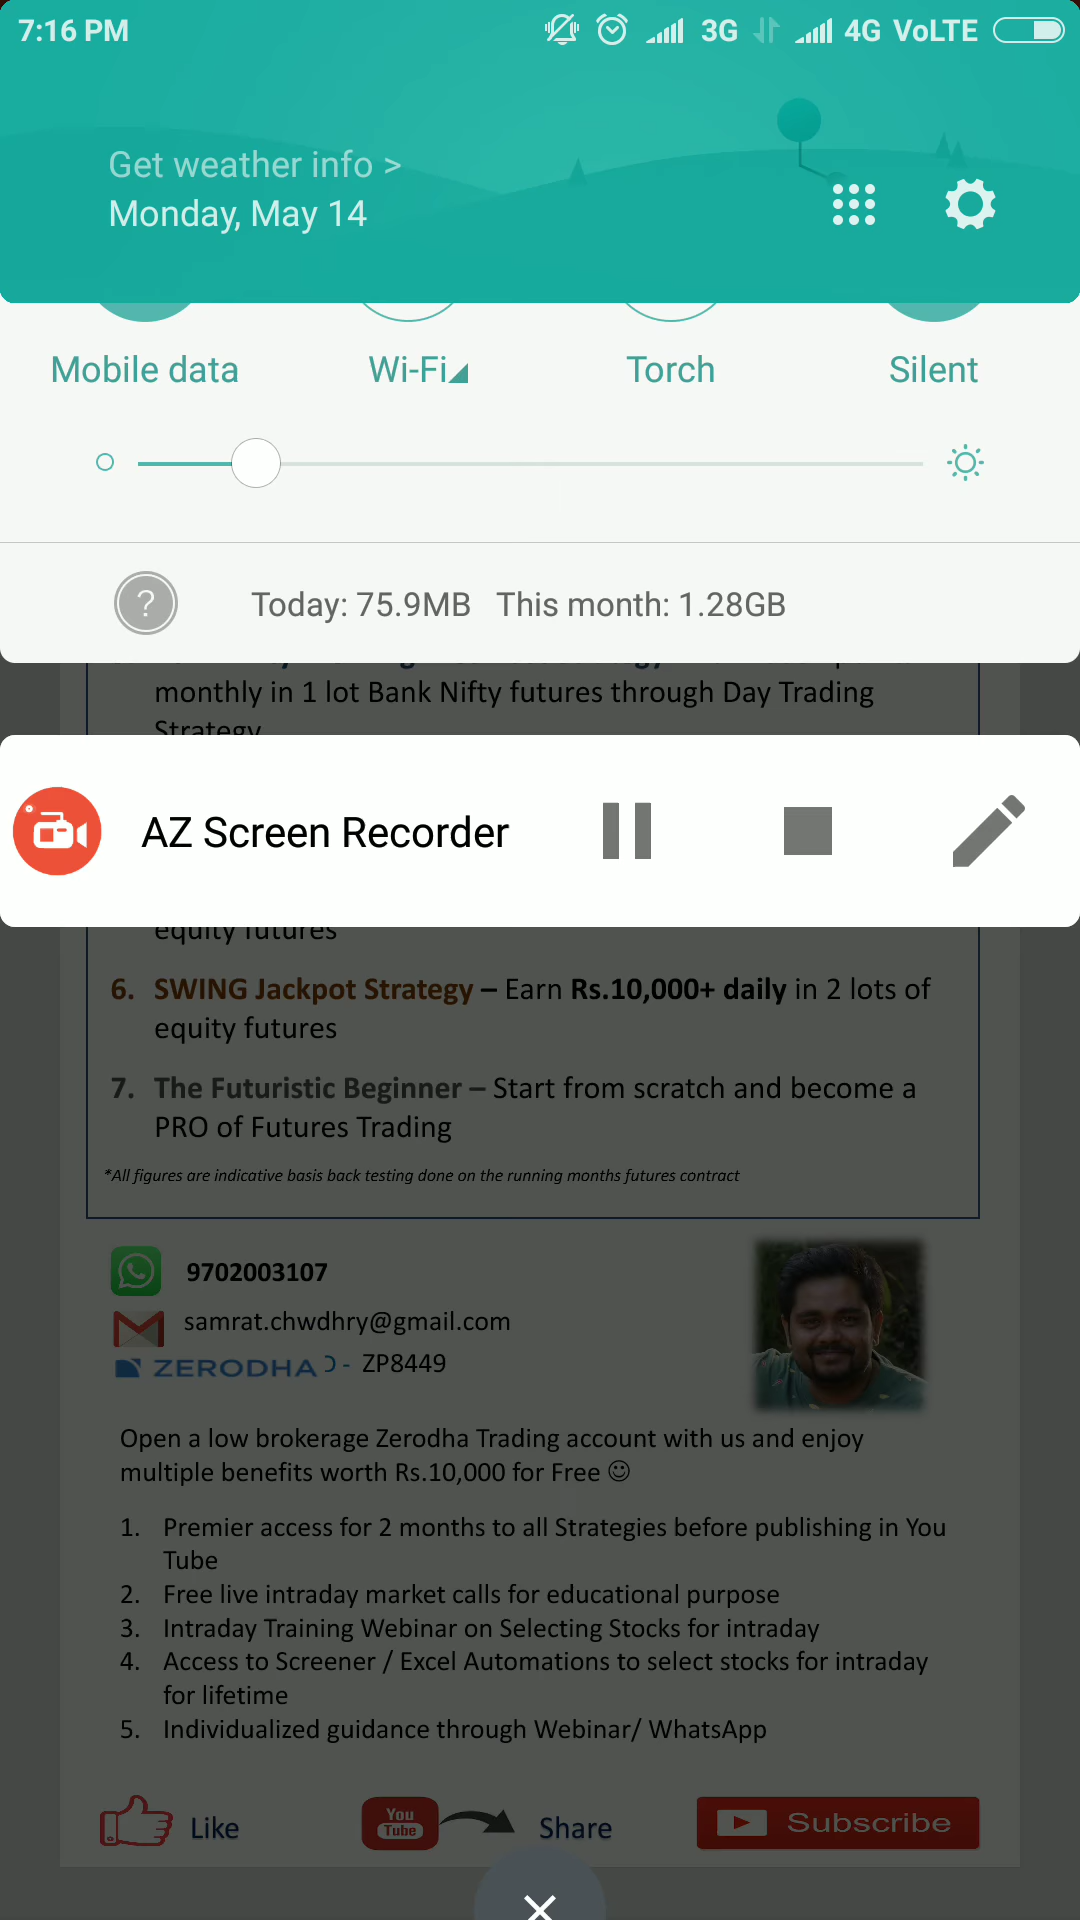 7:16 PM 3G 4G VoLTE
Get weather info >
Monday, May 14
Mobile data Wi-Fi Torch Silent
? Today: 75.9MB This month: 1.28GB
monthly in 1 lot Bank Nifty futures through Day Trading
Strategy
AZ Screen Recorder
equity futures
6. SWING Jackpot Strategy – Earn Rs.10,000+ daily in 2 lots of
equity futures
7. The Futuristic Beginner – Start from scratch and become a
PRO of Futures Trading
*All figures are indicative basis back testing done on the running months futures contract
9702003107
samrat.chwdhry@gmail.com
ZERODHA - ZP8449
Open a low brokerage Zerodha Trading account with us and enjoy
multiple benefits worth Rs.10,000 for Free ☺
1. Premier access for 2 months to all Strategies before publishing in You
Tube
2. Free live intraday market calls for educational purpose
3. Intraday Training Webinar on Selecting Stocks for intraday
4. Access to Screener / Excel Automations to select stocks for intraday
for lifetime
5. Individualized guidance through Webinar/ WhatsApp
Like You Tube Share Subscribe